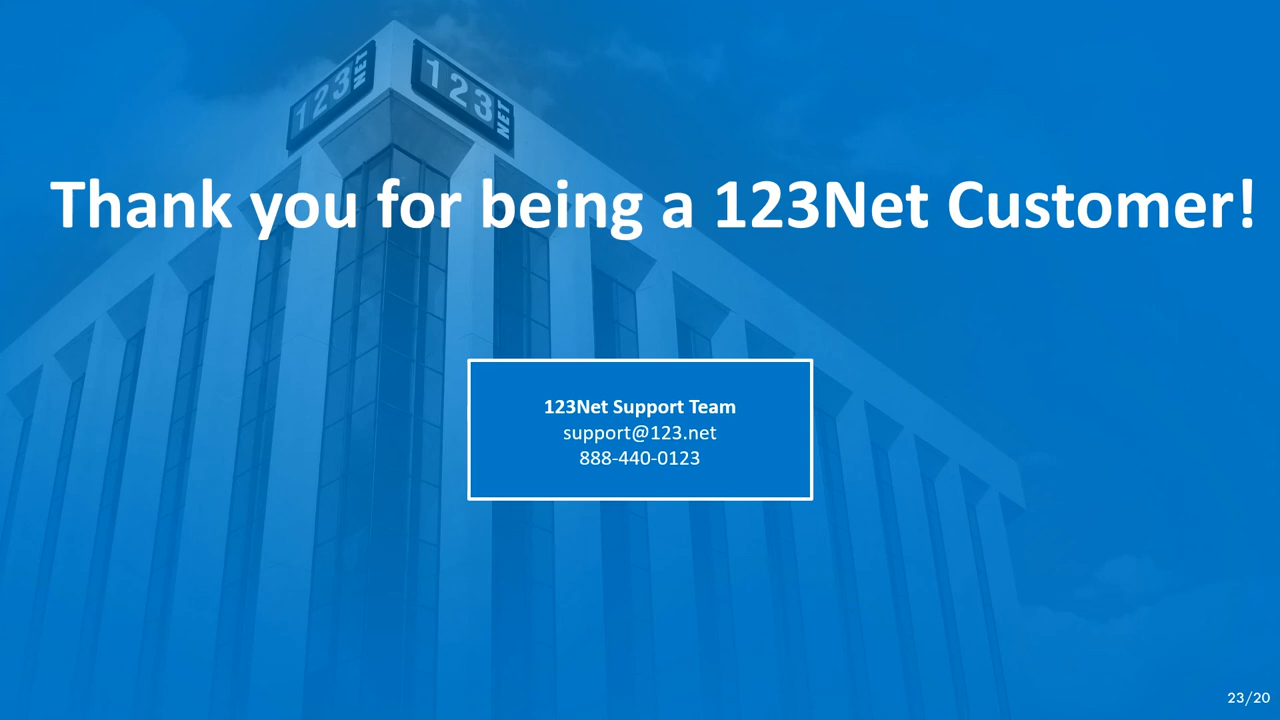 123 NET
123 NET
Thank you for being a 123Net Customer!
123Net Support Team
support@123.net
888-440-0123
23/20